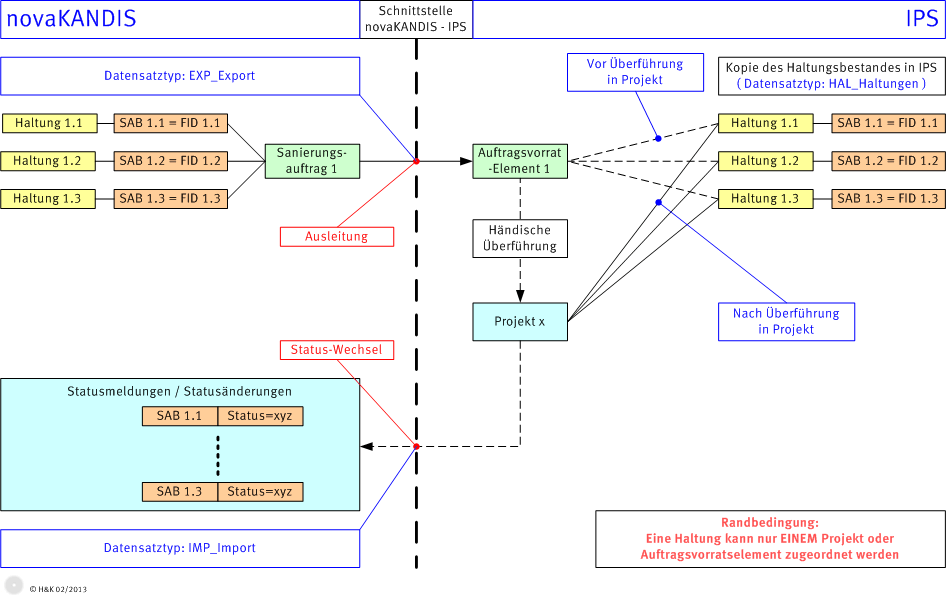 novaKANDIS
Schnittstelle
novaKANDIS - IPS
IPS
Datensatztyp: EXP_Export
Vor Überführung
in Projekt
Kopie des Haltungsbestandes in IPS
( Datensatztyp: HAL_Haltungen )
Haltung 1.1
SAB 1.1 = FID 1.1
Haltung 1.2
SAB 1.2 = FID 1.2
Haltung 1.3
SAB 1.3 = FID 1.3
Sanierungs-
auftrag 1
Auftragsvorrat
-Element 1
Haltung 1.1
SAB 1.1 = FID 1.1
Haltung 1.2
SAB 1.2 = FID 1.2
Haltung 1.3
SAB 1.3 = FID 1.3
Ausleitung
Händische
Überführung
Projekt x
Nach Überführung
in Projekt
Status-Wechsel
Statusmeldungen / Statusänderungen
SAB 1.1
Status=xyz
SAB 1.3
Status=xyz
Datensatztyp: IMP_Import
Randbedingung:
Eine Haltung kann nur EINEM Projekt oder
Auftragsvorratselement zugeordnet werden
© H&K 02/2013